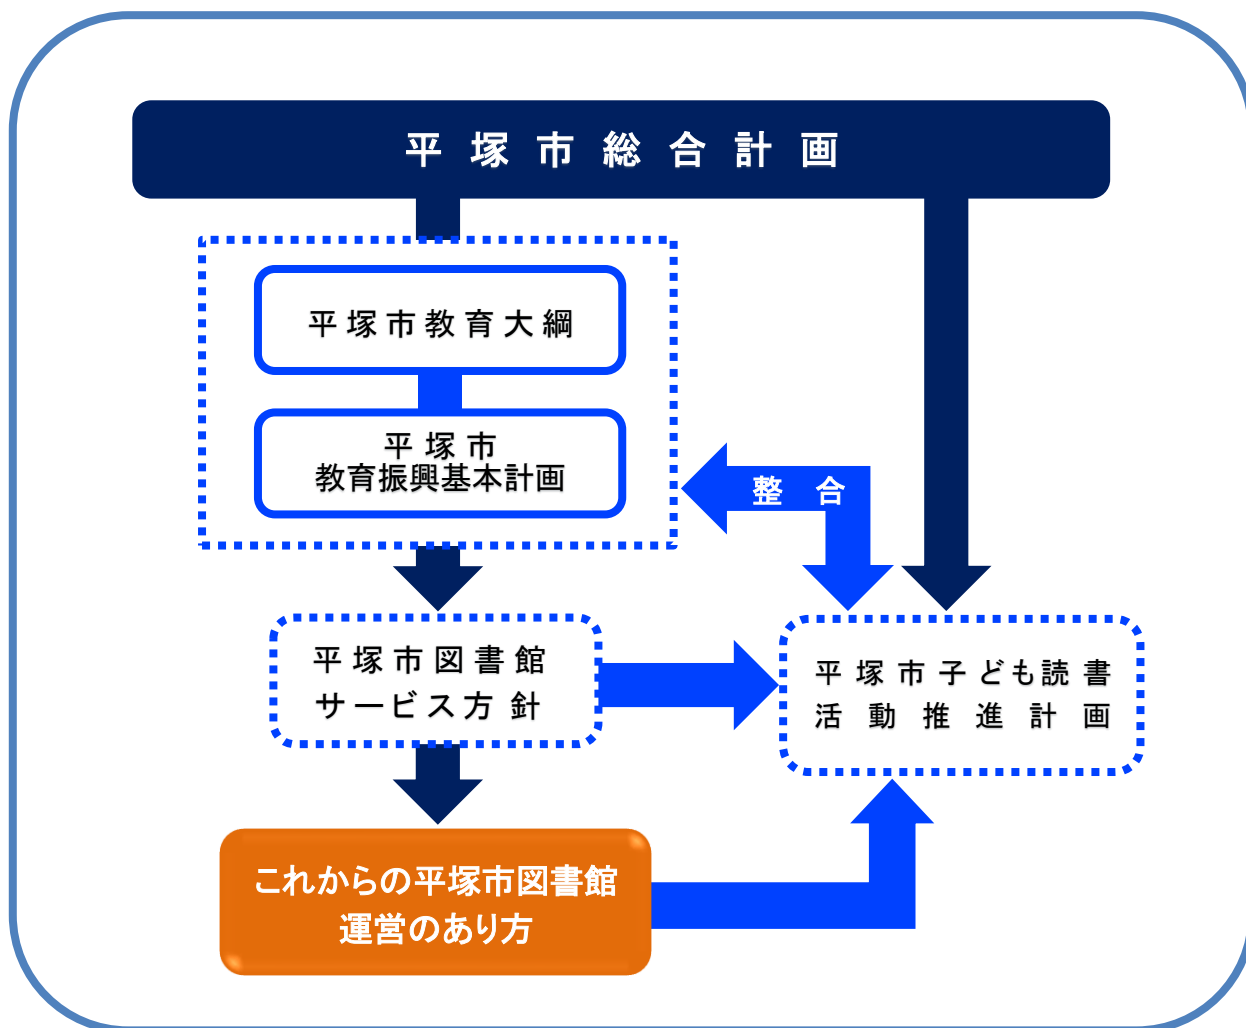 平塚市総合計画
平塚市教育大綱
平塚市
教育振興基本計画
整合
平塚市図書館
サービス方針
平塚市子ども読書
活動推進計画
これからの平塚市図書館
運営のあり方